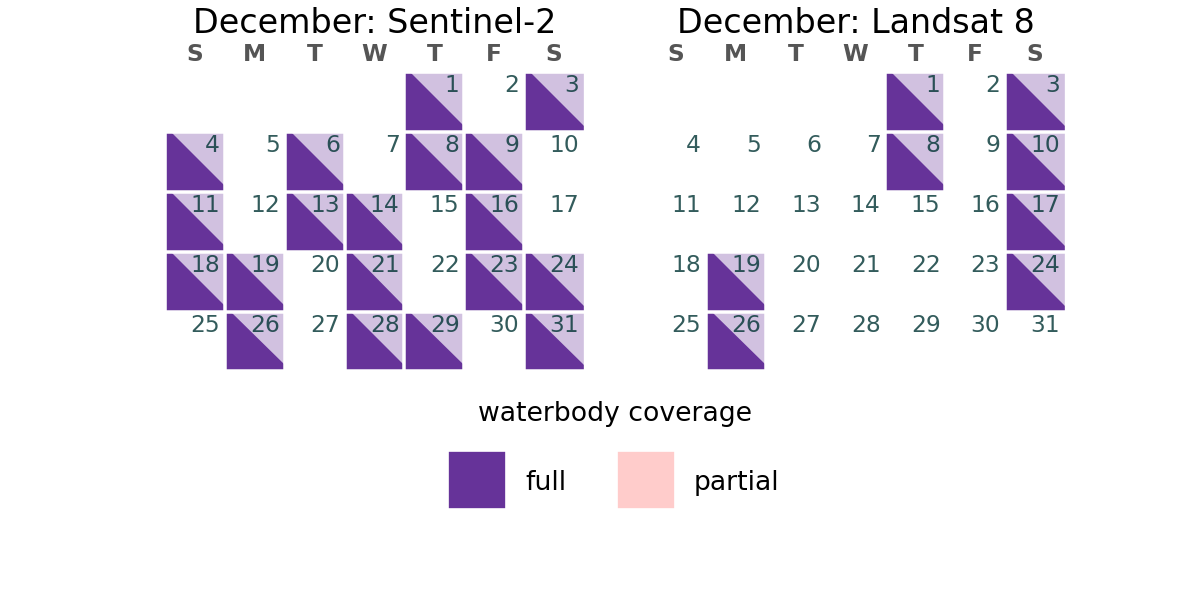 December: Sentinel-2
S M T W T F S
1 2 3
4 5 6 7 8 9 10
11 12 13 14 15 16 17
18 19 20 21 22 23 24
25 26 27 28 29 30 31
December: Landsat 8
S M T W T F S
1 2 3
4 5 6 7 8 9 10
11 12 13 14 15 16 17
18 19 20 21 22 23 24
25 26 27 28 29 30 31
waterbody coverage
full partial